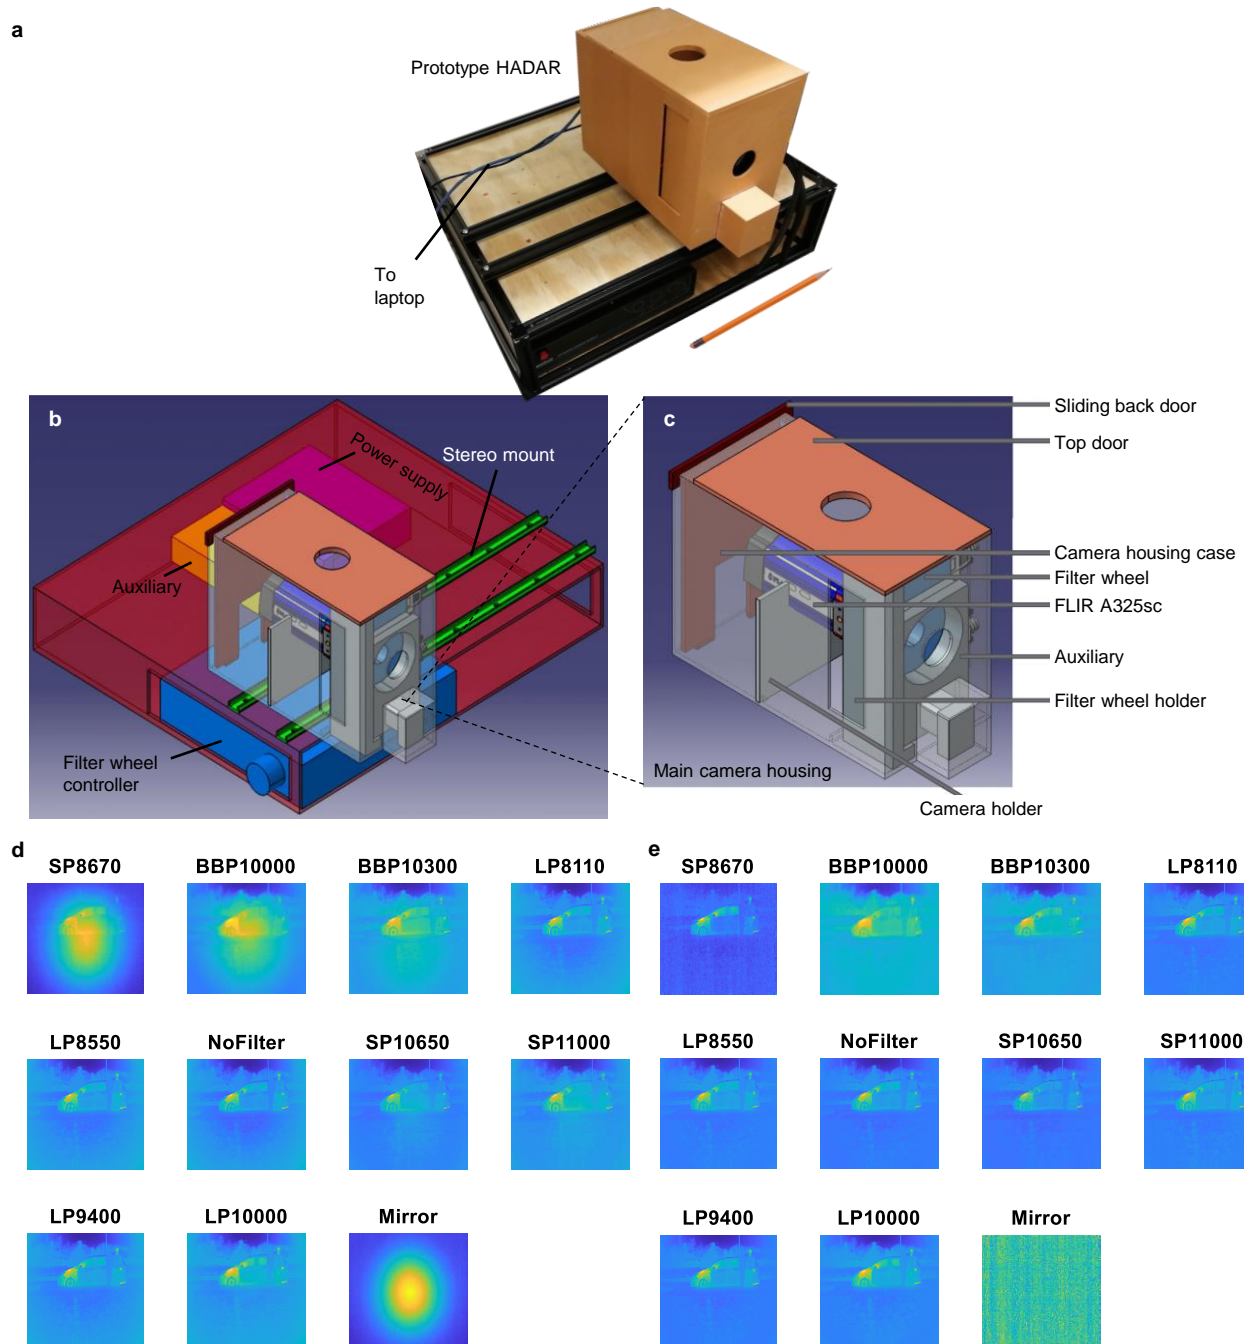 a
Prototype HADAR
To
laptop
b
Power supply
Stereo mount
Auxiliary
Filter wheel
controller
c
Sliding back door
Top door
Camera housing case
Filter wheel
FLIR A325sc
Auxiliary
Filter wheel holder
Main camera housing
Camera holder
d
SP8670 BBP10000 BBP10300 LP8110
LP8550 NoFilter SP10650 SP11000
LP9400 LP10000 Mirror
e
SP8670 BBP10000 BBP10300 LP8110
LP8550 NoFilter SP10650 SP11000
LP9400 LP10000 Mirror